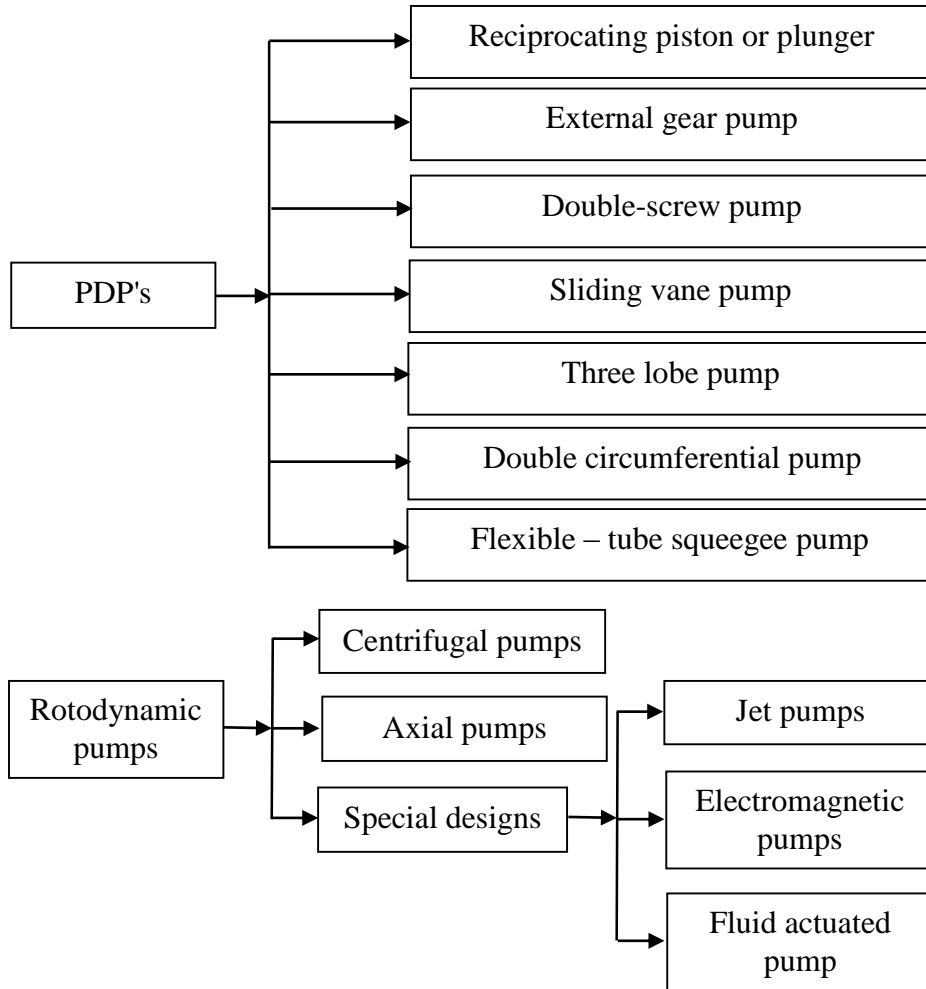 Reciprocating piston or plunger
External gear pump
Double-screw pump
PDP's
Sliding vane pump
Three lobe pump
Double circumferential pump
Flexible – tube squeegee pump
Centrifugal pumps
Rotodynamic
pumps
Axial pumps
Special designs
Jet pumps
Electromagnetic
pumps
Fluid actuated
pump